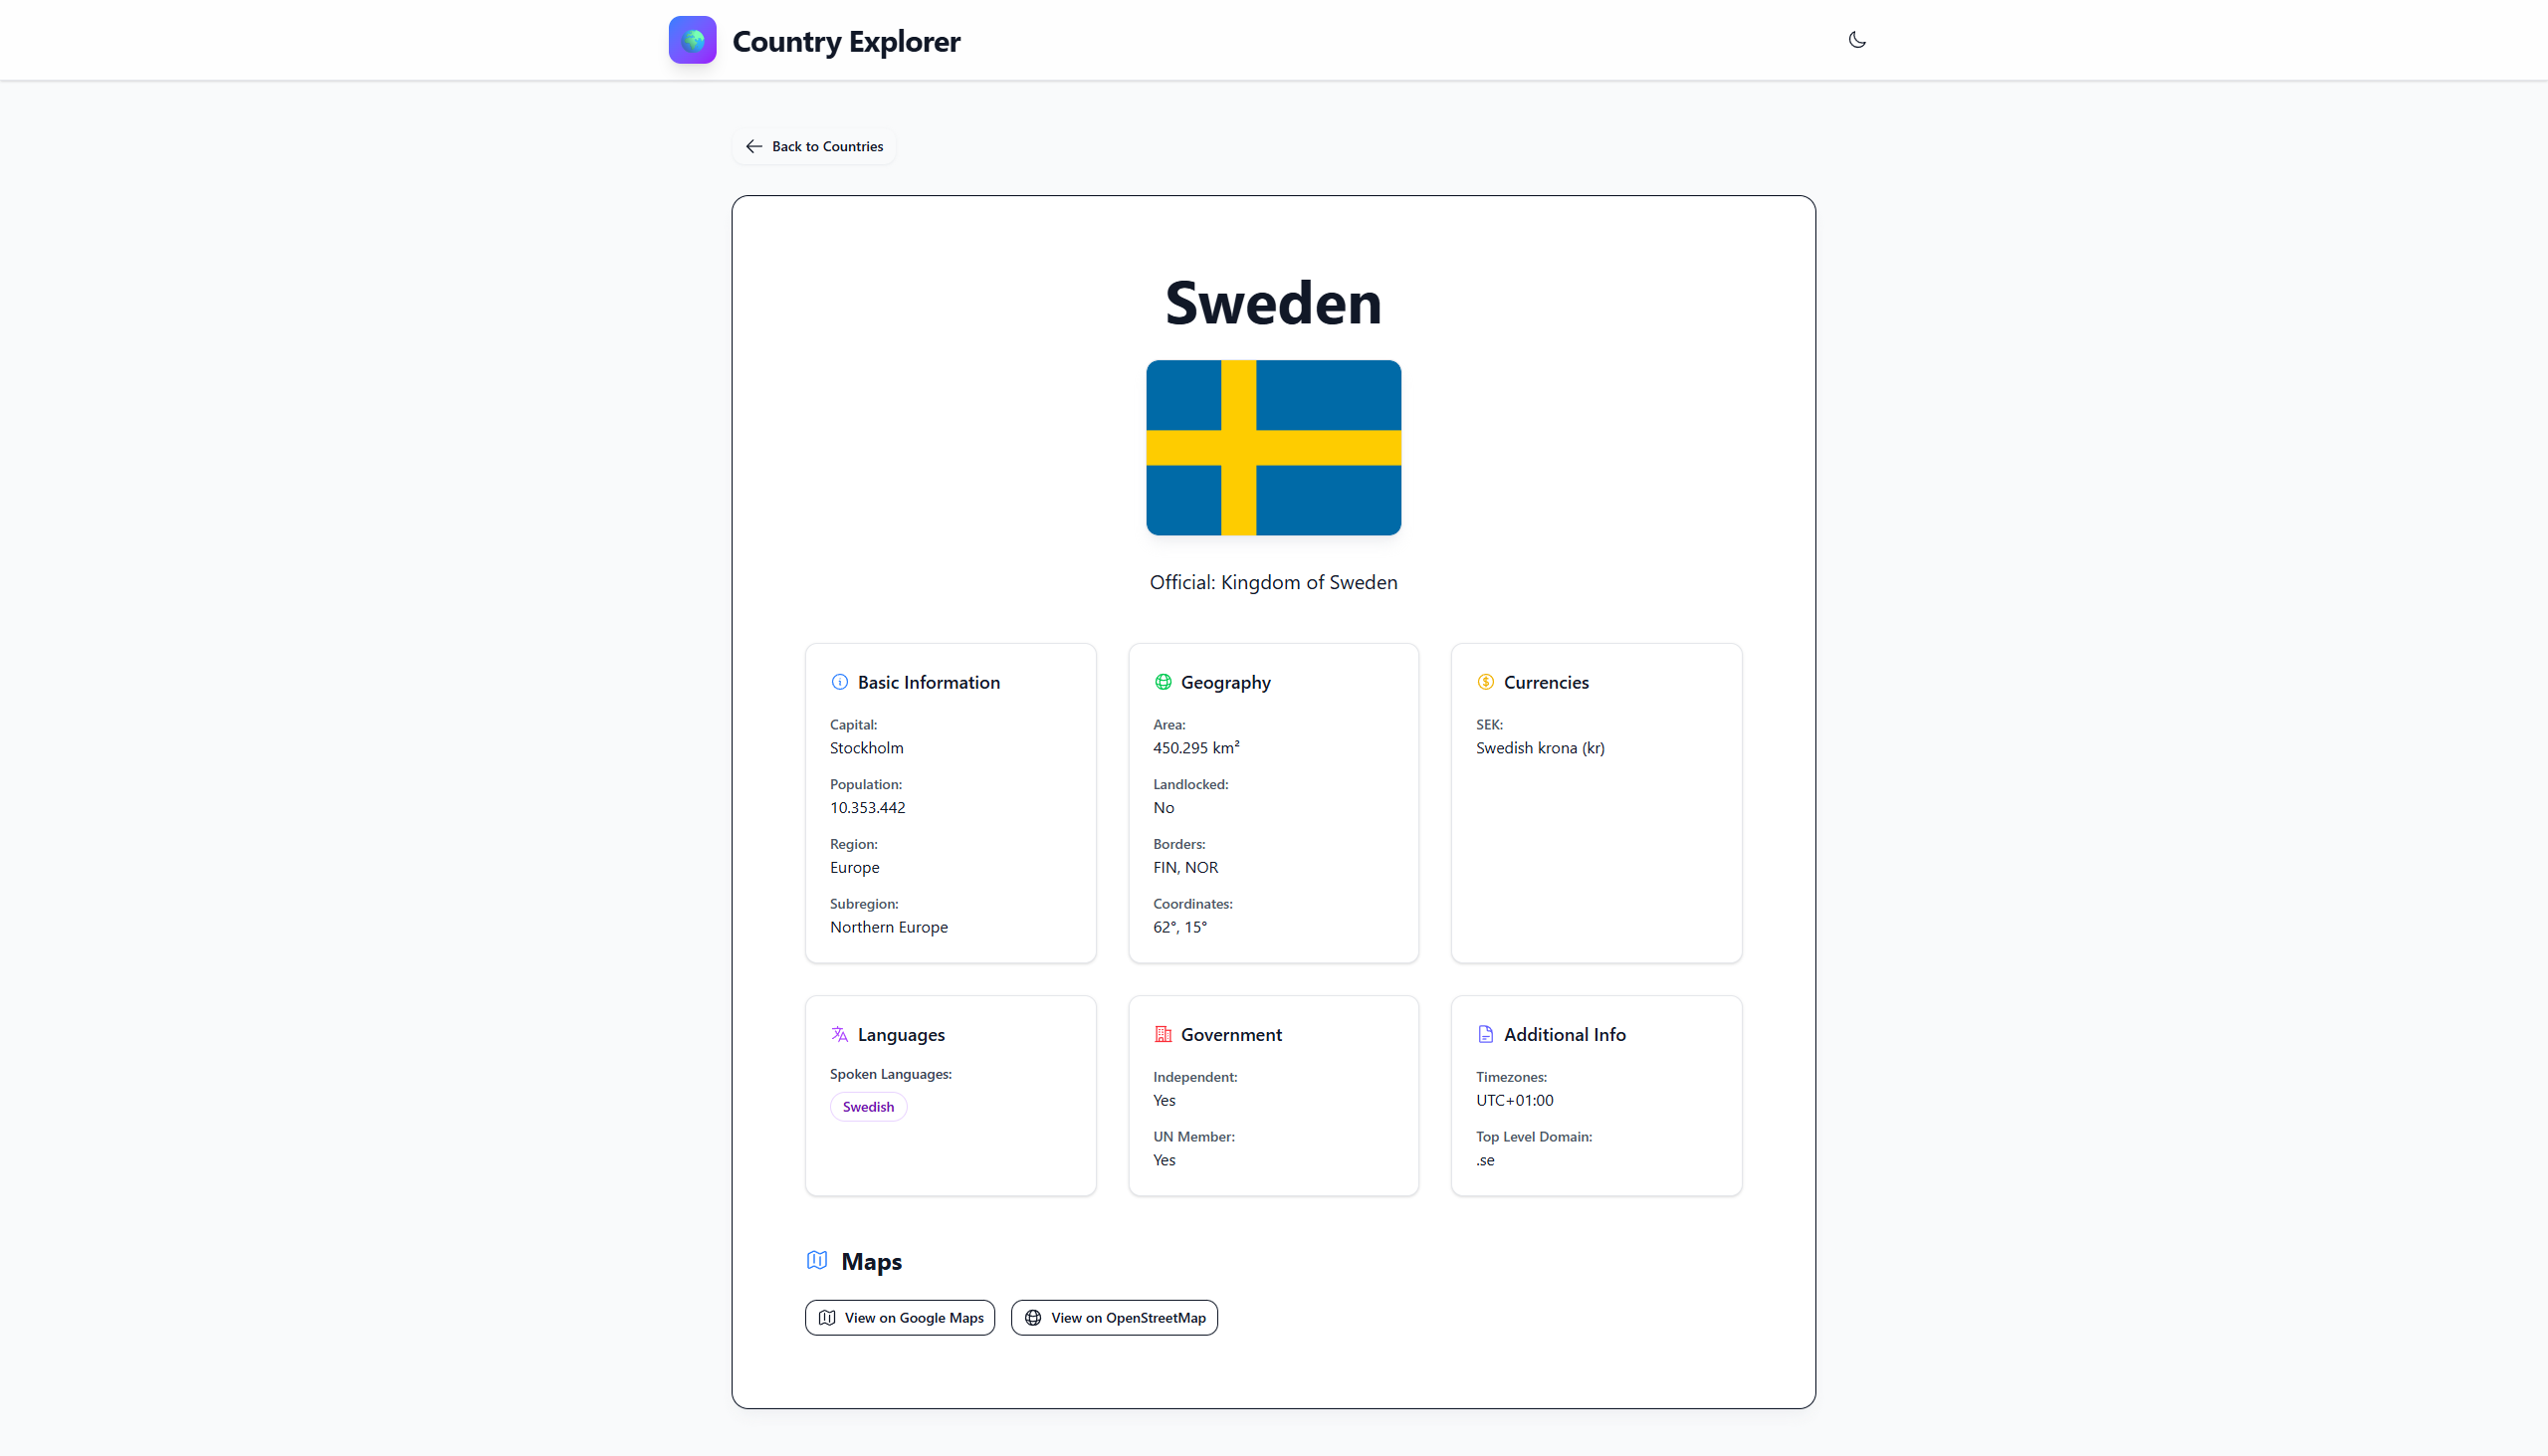 Country Explorer
Back to Countries
Sweden
Official: Kingdom of Sweden
Basic Information
Capital:
Stockholm
Population:
10.353.442
Region:
Europe
Subregion:
Northern Europe
Geography
Area:
450.295 km²
Landlocked:
No
Borders:
FIN, NOR
Coordinates:
62°, 15°
Currencies
SEK:
Swedish krona (kr)
Languages
Spoken Languages:
Swedish
Government
Independent:
Yes
UN Member:
Yes
Additional Info
Timezones:
UTC+01:00
Top Level Domain:
.se
Maps
View on Google Maps
View on OpenStreetMap